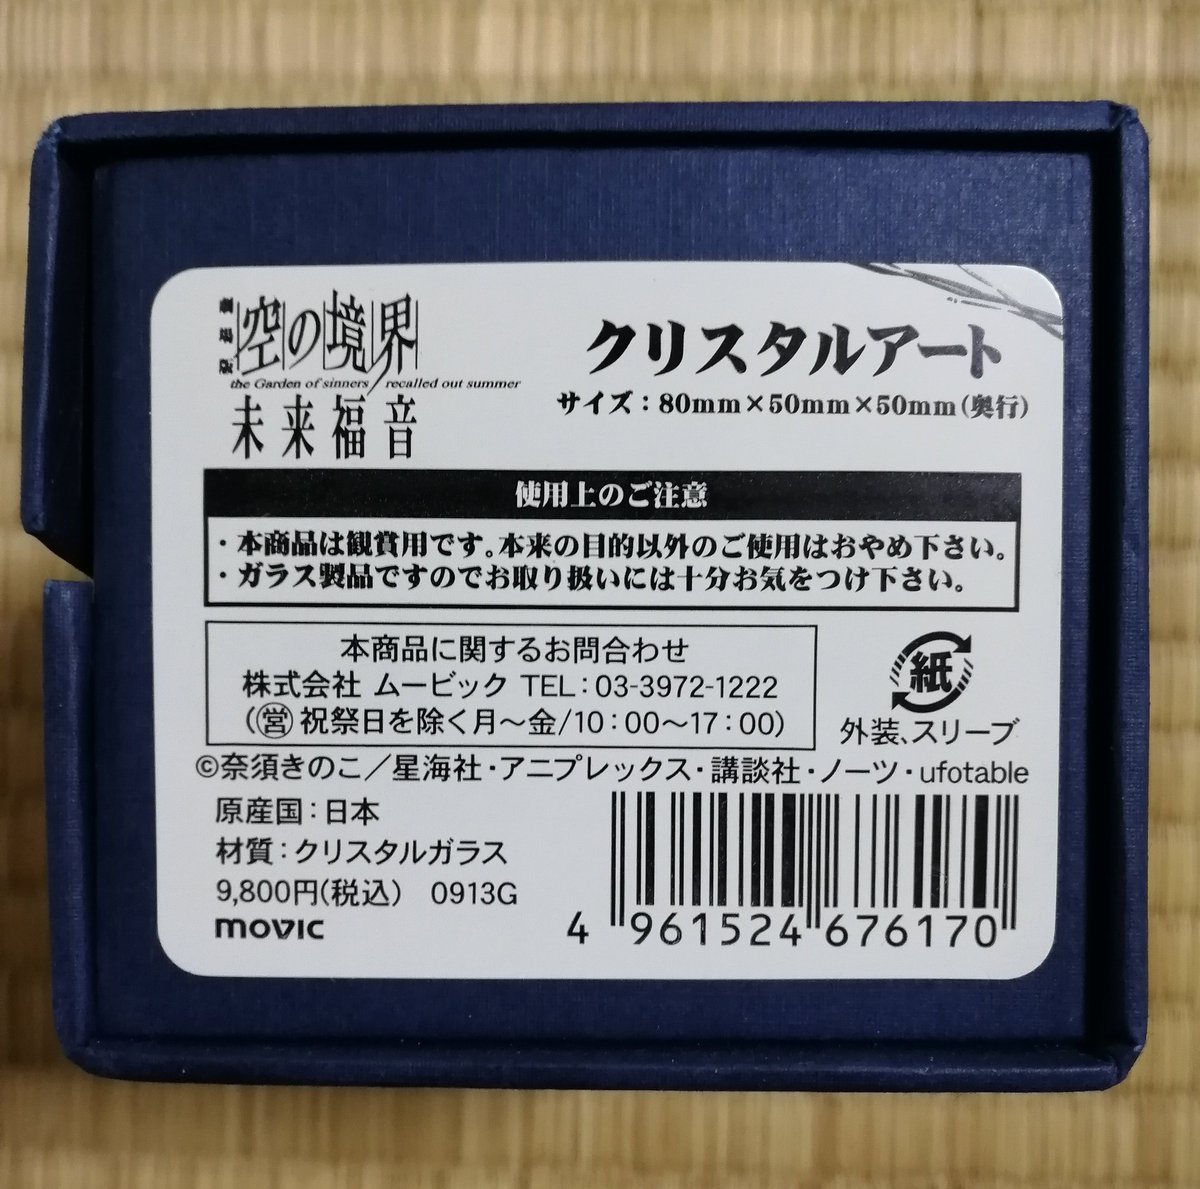 劇場版
空の境界
the Garden of sinners / recalled out summer
未来福音
クリスタルアート
サイズ：80mm×50mm×50mm(奥行)
使用上のご注意
・本商品は観賞用です。本来の目的以外のご使用はおやめ下さい。
・ガラス製品ですのでお取り扱いには十分お気をつけ下さい。
本商品に関するお問合わせ
株式会社 ムービック TEL：03-3972-1222
(㊡祝祭日を除く月〜金/10：00〜17：00)
紙
外装、スリーブ
©奈須きのこ／星海社・アニプレックス・講談社・ノーツ・ufotable
原産国：日本
材質：クリスタルガラス
9,800円(税込) 0913G
movic
4 961524 676170